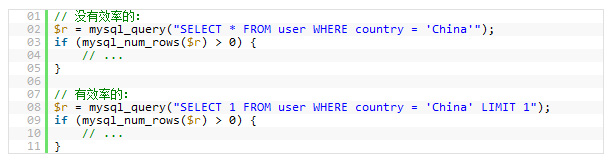 01 // 没有效率的:
02 $r = mysql_query("SELECT * FROM user WHERE country = 'China'");
03 if (mysql_num_rows($r) > 0) {
04     // ...
05 }
06
07 // 有效率的:
08 $r = mysql_query("SELECT 1 FROM user WHERE country = 'China' LIMIT 1");
09 if (mysql_num_rows($r) > 0) {
10     // ...
11 }